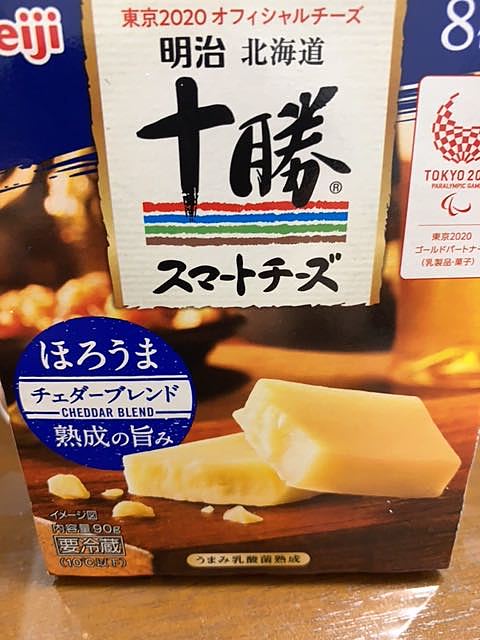 東京2020 オフィシャルチーズ
明治 北海道
十勝®
スマートチーズ
TOKYO 20
PARALYMPIC GAME
東京2020
ゴールドパートナー
(乳製品・菓子)
ほろうま
チェダーブレンド
CHEDDAR BLEND
熟成の旨み
イメージ図
内容量90g
要冷蔵
(10℃以下)
うまみ乳酸菌熟成